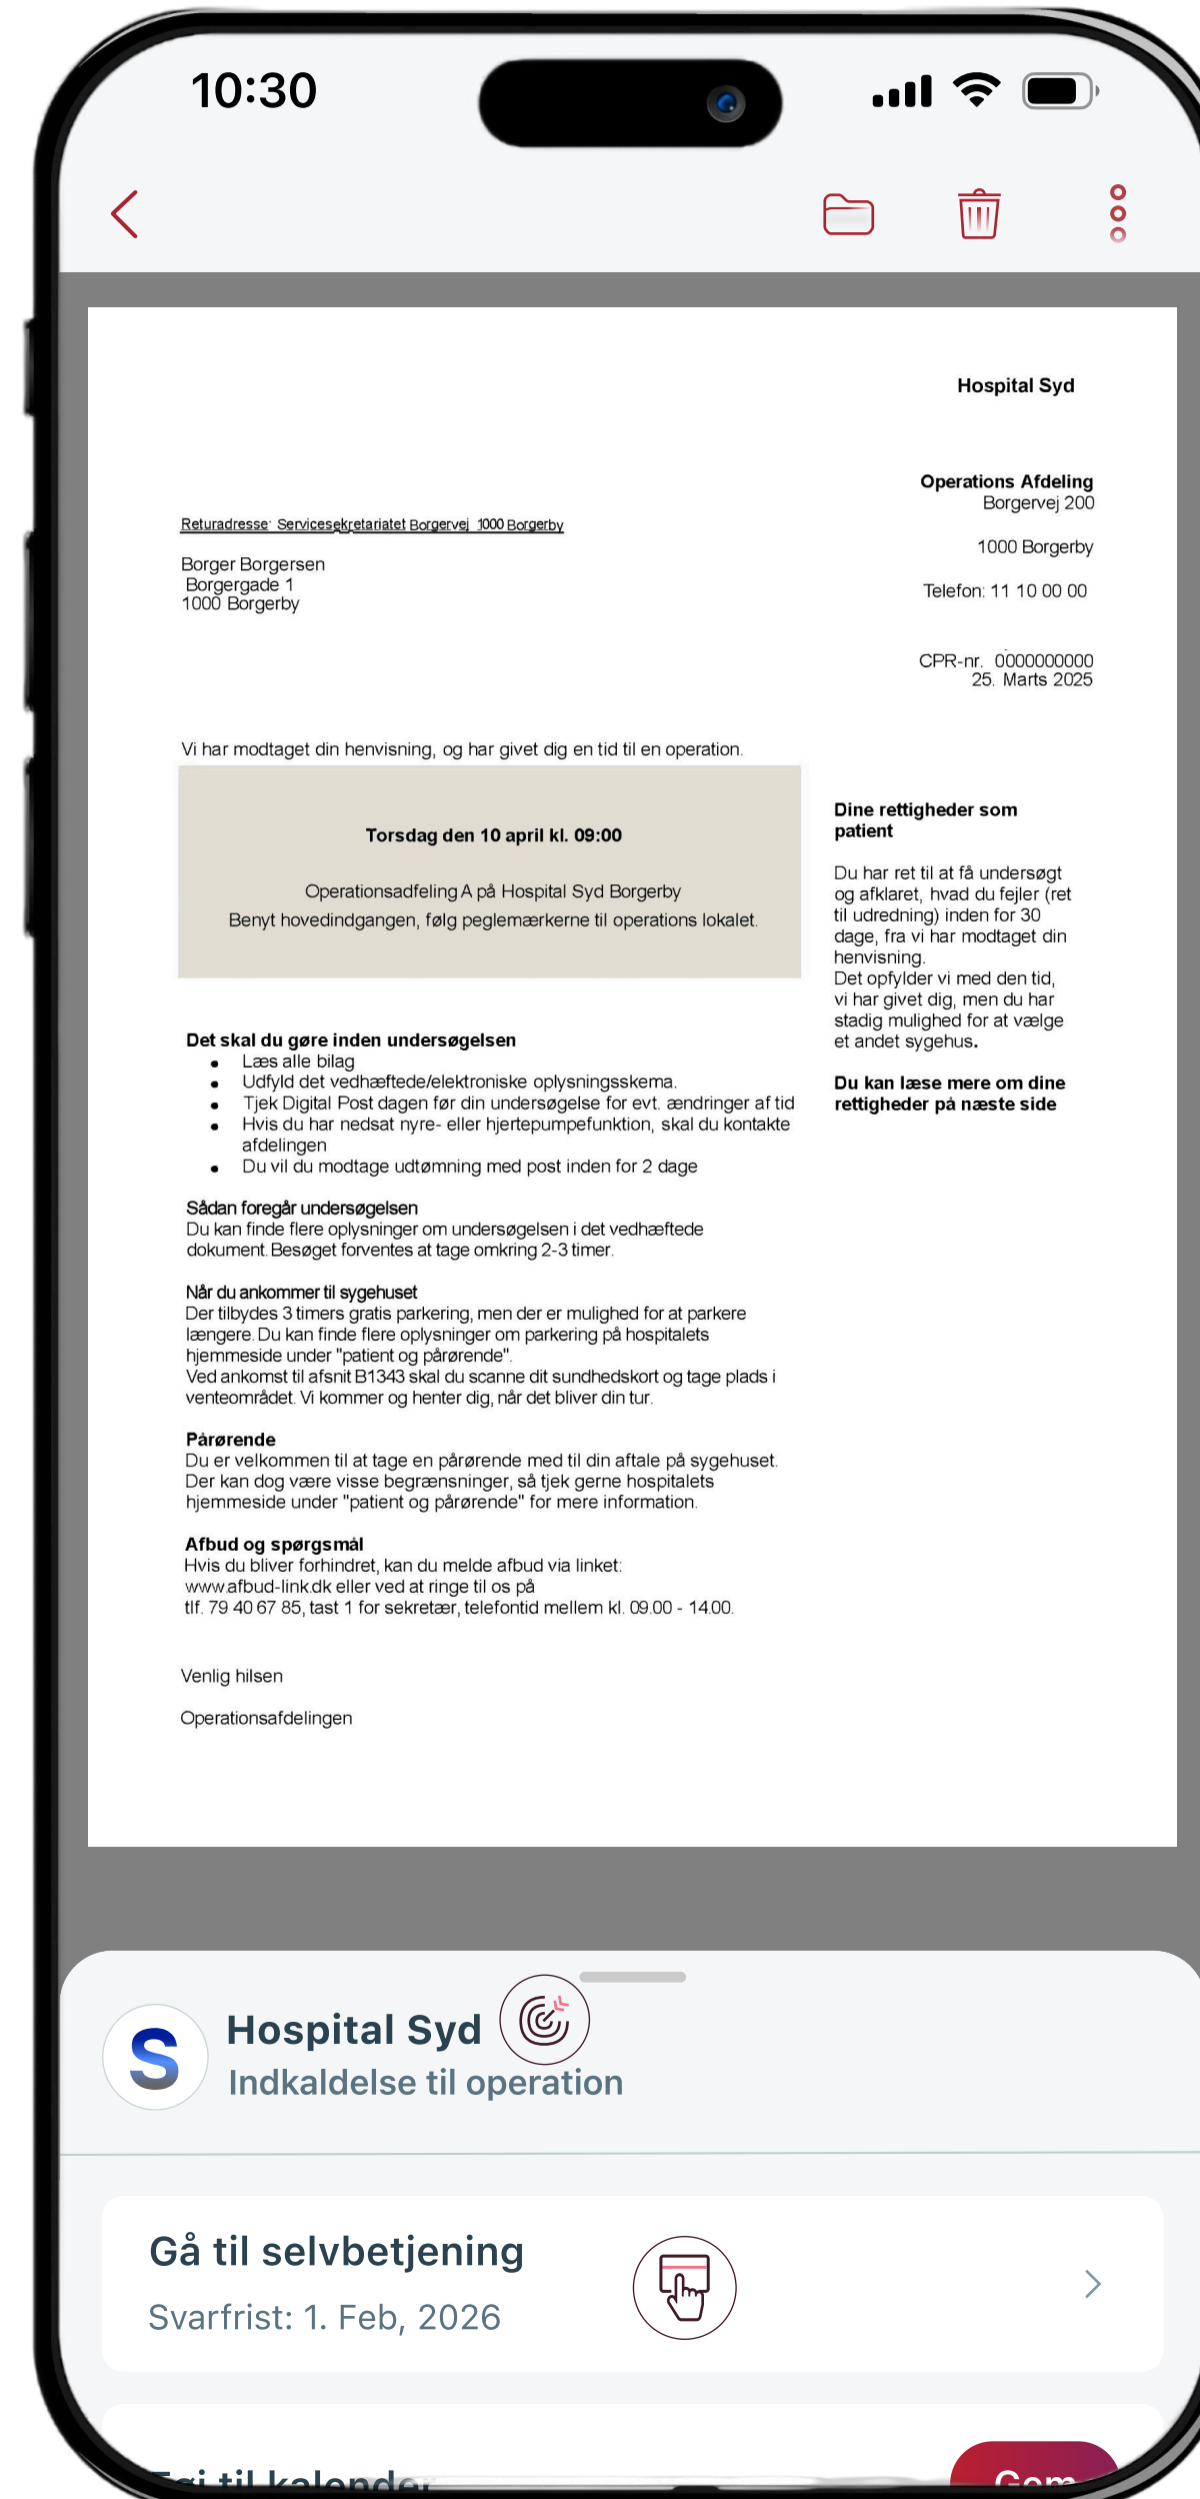 10:30
Hospital Syd
Operations Afdeling
Borgervej 200
1000 Borgerby
Telefon: 11 10 00 00
CPR-nr. 0000000000
25. Marts 2025
Returadresse: Servicesekretariatet Borgervej 1000 Borgerby
Borger Borgersen
Borgergade 1
1000 Borgerby
Vi har modtaget din henvisning, og har givet dig en tid til en operation.
Torsdag den 10 april kl. 09:00
Operationsadfeling A på Hospital Syd Borgerby
Benyt hovedindgangen, følg peglemærkerne til operations lokalet.
Dine rettigheder som
patient
Du har ret til at få undersøgt
og afklaret, hvad du fejler (ret
til udredning) inden for 30
dage, fra vi har modtaget din
henvisning.
Det opfylder vi med den tid,
vi har givet dig, men du har
stadig mulighed for at vælge
et andet sygehus.
Du kan læse mere om dine
rettigheder på næste side
Det skal du gøre inden undersøgelsen
• Læs alle bilag
• Udfyld det vedhæftede/elektroniske oplysningsskema.
• Tjek Digital Post dagen før din undersøgelse for evt. ændringer af tid
• Hvis du har nedsat nyre- eller hjertepumpefunktion, skal du kontakte
afdelingen
• Du vil du modtage udtømning med post inden for 2 dage
Sådan foregår undersøgelsen
Du kan finde flere oplysninger om undersøgelsen i det vedhæftede
dokument. Besøget forventes at tage omkring 2-3 timer.
Når du ankommer til sygehuset
Der tilbydes 3 timers gratis parkering, men der er mulighed for at parkere
længere. Du kan finde flere oplysninger om parkering på hospitalets
hjemmeside under "patient og pårørende".
Ved ankomst til afsnit B1343 skal du scanne dit sundhedskort og tage plads i
venteområdet. Vi kommer og henter dig, når det bliver din tur.
Pårørende
Du er velkommen til at tage en pårørende med til din aftale på sygehuset.
Der kan dog være visse begrænsninger, så tjek gerne hospitalets
hjemmeside under "patient og pårørende" for mere information.
Afbud og spørgsmål
Hvis du bliver forhindret, kan du melde afbud via linket:
www.afbud-link.dk eller ved at ringe til os på
tlf. 79 40 67 85, tast 1 for sekretær, telefontid mellem kl. 09.00 - 14.00.
Venlig hilsen
Operationsafdelingen
S
Hospital Syd
Indkaldelse til operation
Gå til selvbetjening
Svarfrist: 1. Feb, 2026
til kalender
Gem